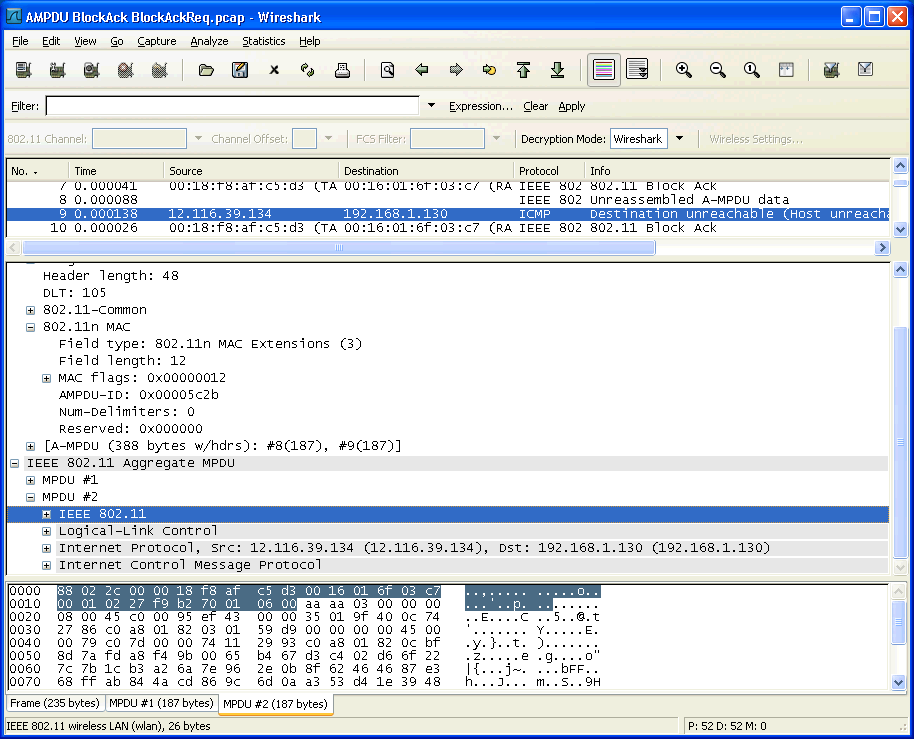 AMPDU BlockAck BlockAckReq.pcap - Wireshark
File Edit View Go Capture Analyze Statistics Help
Filter: Expression... Clear Apply
802.11 Channel: Channel Offset: FCS Filter: Decryption Mode: Wireshark Wireless Settings...
No. . Time Source Destination Protocol Info
7 0.000041 00:18:f8:af:c5:d3 (TA 00:16:01:6f:03:c7 (RA IEEE 802 802.11 Block Ack
8 0.000088 IEEE 802 Unreassembled A-MPDU data
9 0.000138 12.116.39.134 192.168.1.130 ICMP Destination unreachable (Host unreacha
10 0.000026 00:18:f8:af:c5:d3 (TA 00:16:01:6f:03:c7 (RA IEEE 802 802.11 Block Ack
Header length: 48
DLT: 105
802.11-Common
802.11n MAC
Field type: 802.11n MAC Extensions (3)
Field length: 12
MAC flags: 0x00000012
AMPDU-ID: 0x00005c2b
Num-Delimiters: 0
Reserved: 0x000000
[A-MPDU (388 bytes w/hdrs): #8(187), #9(187)]
IEEE 802.11 Aggregate MPDU
MPDU #1
MPDU #2
IEEE 802.11
Logical-Link Control
Internet Protocol, Src: 12.116.39.134 (12.116.39.134), Dst: 192.168.1.130 (192.168.1.130)
Internet Control Message Protocol
0000 88 02 2c 00 00 18 f8 af c5 d3 00 16 01 6f 03 c7 ..,..... .....o..
0010 00 01 02 27 f9 b2 70 01 06 00 aa aa 03 00 00 00 ...'..p. ........
0020 08 00 45 c0 00 95 ef 43 00 00 35 01 9f 40 0c 74 ..E....C ..5..@.t
0030 27 86 c0 a8 01 82 03 01 59 d9 00 00 00 00 45 00 '....... Y.....E.
0040 00 79 c0 7d 00 00 74 11 29 93 c0 a8 01 82 0c bf .y.}..t. ).......
0050 8d 7a fd a8 f4 9b 00 65 b4 67 d3 c4 02 d6 6f 22 .z.....e .g....o"
0060 7c 7b 1c b3 a2 6a 7e 96 2e 0b 8f 62 46 46 87 e3 |{...j~. ...bFF..
0070 68 ff ab 84 4a cd 86 9c 6d 0a a3 53 d4 1e 39 48 h...J... m..S..9H
Frame (235 bytes) MPDU #1 (187 bytes) MPDU #2 (187 bytes)
IEEE 802.11 wireless LAN (wlan), 26 bytes P: 52 D: 52 M: 0